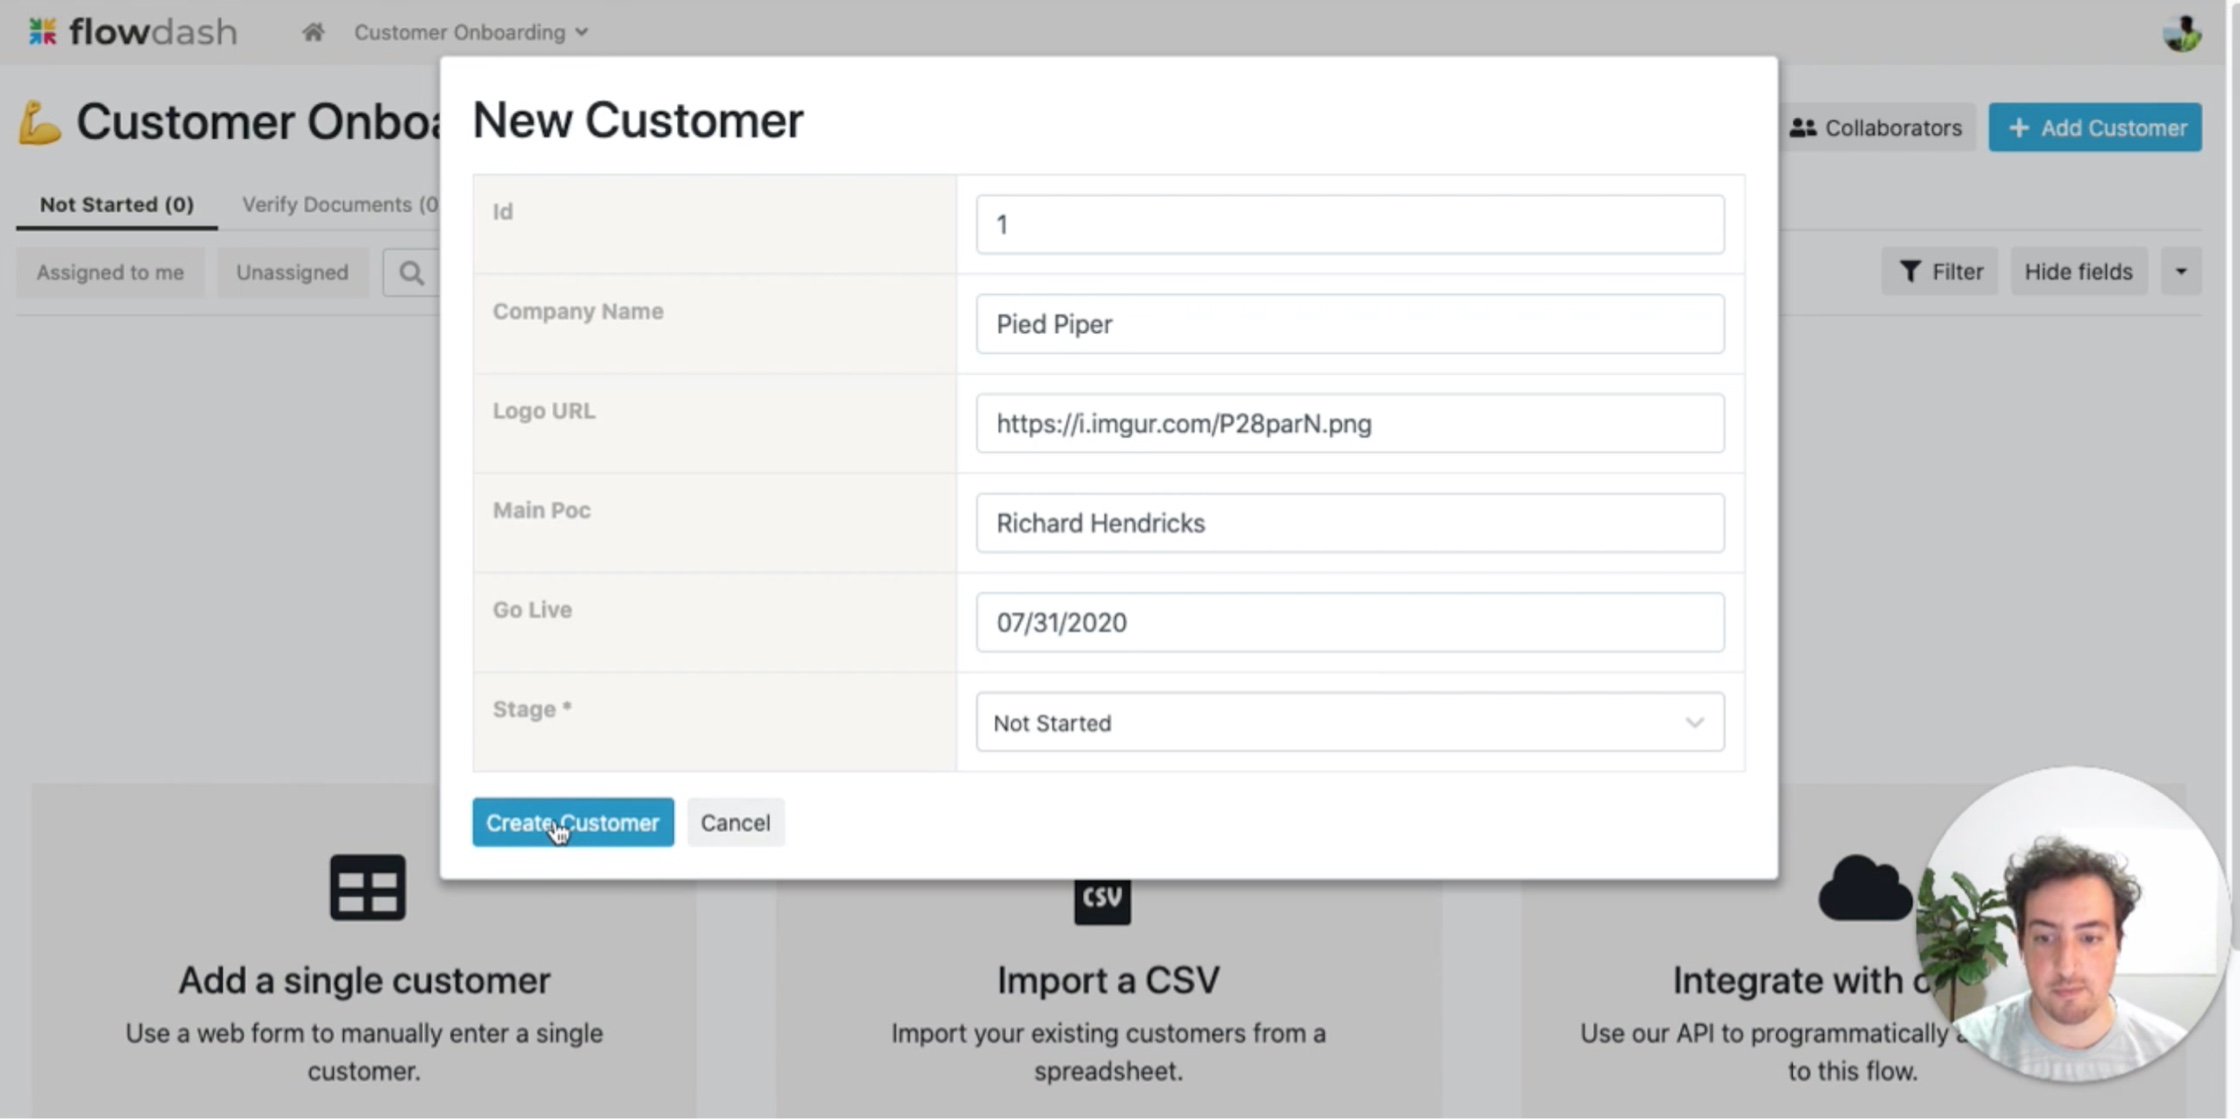 flowdash
Customer Onboarding
Customer Onboa
New Customer
Collaborators
+ Add Customer
Not Started (0)
Verify Documents (0
Assigned to me
Unassigned
Filter
Hide fields
Id
1
Company Name
Pied Piper
Logo URL
https://i.imgur.com/P28parN.png
Main Poc
Richard Hendricks
Go Live
07/31/2020
Stage *
Not Started
Create Customer
Cancel
Add a single customer
Use a web form to manually enter a single
customer.
CSV
Import a CSV
Import your existing customers from a
spreadsheet.
Integrate with
Use our API to programmatically
to this flow.